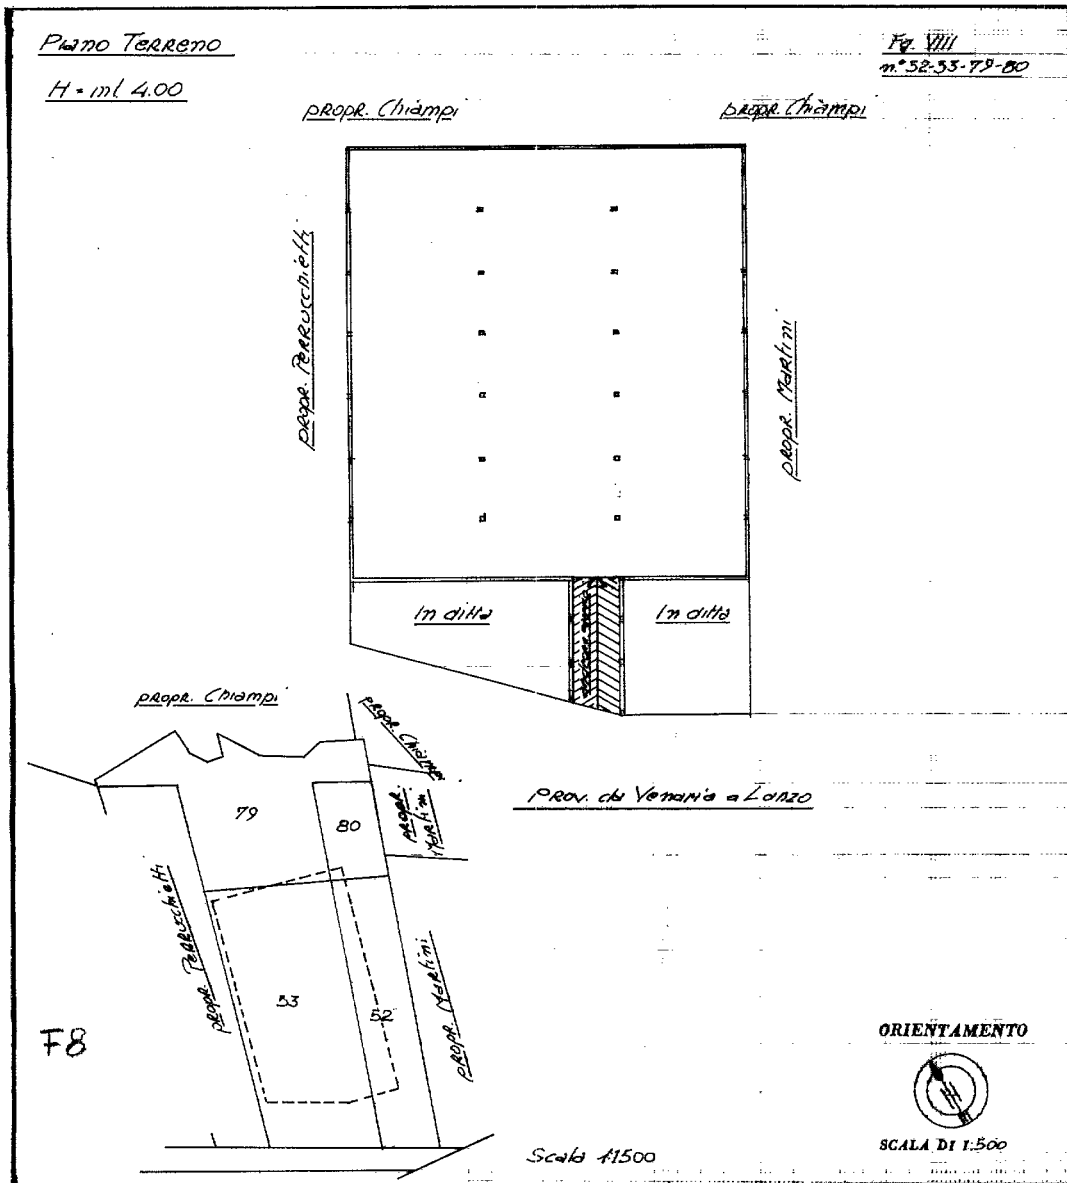 Piano Terreno
H = ml 4.00
Fg. VIII
n° 52-53-79-80
propr. Chiampi
propr. Chiampi
propr. Perrucchietti
propr. Martini
In ditta
In ditta
propr. Chiampi
propr. Chiampi
79
80
propr. Martini
Prov. da Venaria a Lanzo
propr. Perrucchietti
53
52
propr. Martini
F8
ORIENTAMENTO
SCALA DI 1:500
Scala 1:1500